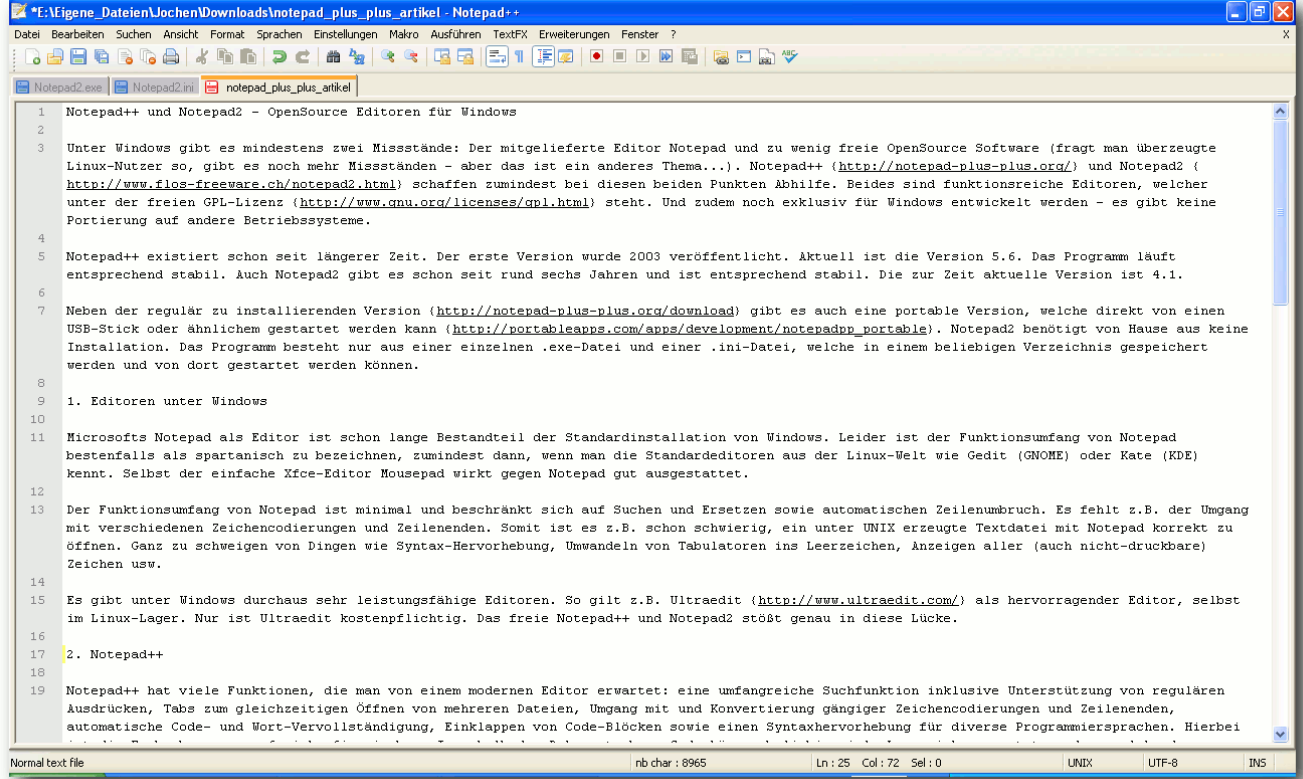 *E:\Eigene_Dateien\Jochen\Downloads\notepad_plus_plus_artikel - Notepad++
Datei Bearbeiten Suchen Ansicht Format Sprachen Einstellungen Makro Ausführen TextFX Erweiterungen Fenster ? X
Notepad2.exe Notepad2.ini notepad_plus_plus_artikel
1 Notepad++ und Notepad2 - OpenSource Editoren für Windows
2
3 Unter Windows gibt es mindestens zwei Missstände: Der mitgelieferte Editor Notepad und zu wenig freie OpenSource Software (fragt man überzeugte
Linux-Nutzer so, gibt es noch mehr Missständen - aber das ist ein anderes Thema...). Notepad++ {http://notepad-plus-plus.org/} und Notepad2 {
http://www.flos-freeware.ch/notepad2.html} schaffen zumindest bei diesen beiden Punkten Abhilfe. Beides sind funktionsreiche Editoren, welcher
unter der freien GPL-Lizenz {http://www.gnu.org/licenses/gpl.html} steht. Und zudem noch exklusiv für Windows entwickelt werden - es gibt keine
Portierung auf andere Betriebssysteme.
4
5 Notepad++ existiert schon seit längerer Zeit. Der erste Version wurde 2003 veröffentlicht. Aktuell ist die Version 5.6. Das Programm läuft
entsprechend stabil. Auch Notepad2 gibt es schon seit rund sechs Jahren und ist entsprechend stabil. Die zur Zeit aktuelle Version ist 4.1.
6
7 Neben der regulär zu installierenden Version {http://notepad-plus-plus.org/download} gibt es auch eine portable Version, welche direkt von einen
USB-Stick oder ähnlichem gestartet werden kann {http://portableapps.com/apps/development/notepadpp_portable}. Notepad2 benötigt von Hause aus keine
Installation. Das Programm besteht nur aus einer einzelnen .exe-Datei und einer .ini-Datei, welche in einem beliebigen Verzeichnis gespeichert
werden und von dort gestartet werden können.
8
9 1. Editoren unter Windows
10
11 Microsofts Notepad als Editor ist schon lange Bestandteil der Standardinstallation von Windows. Leider ist der Funktionsumfang von Notepad
bestenfalls als spartanisch zu bezeichnen, zumindest dann, wenn man die Standardeditoren aus der Linux-Welt wie Gedit (GNOME) oder Kate (KDE)
kennt. Selbst der einfache Xfce-Editor Mousepad wirkt gegen Notepad gut ausgestattet.
12
13 Der Funktionsumfang von Notepad ist minimal und beschränkt sich auf Suchen und Ersetzen sowie automatischen Zeilenumbruch. Es fehlt z.B. der Umgang
mit verschiedenen Zeichencodierungen und Zeilenenden. Somit ist es z.B. schon schwierig, ein unter UNIX erzeugte Textdatei mit Notepad korrekt zu
öffnen. Ganz zu schweigen von Dingen wie Syntax-Hervorhebung, Umwandeln von Tabulatoren ins Leerzeichen, Anzeigen aller (auch nicht-druckbare)
Zeichen usw.
14
15 Es gibt unter Windows durchaus sehr leistungsfähige Editoren. So gilt z.B. Ultraedit {http://www.ultraedit.com/} als hervorragender Editor, selbst
im Linux-Lager. Nur ist Ultraedit kostenpflichtig. Das freie Notepad++ und Notepad2 stößt genau in diese Lücke.
16
17 2. Notepad++
18
19 Notepad++ hat viele Funktionen, die man von einem modernen Editor erwartet: eine umfangreiche Suchfunktion inklusive Unterstützung von regulären
Ausdrücken, Tabs zum gleichzeitigen Öffnen von mehreren Dateien, Umgang mit und Konvertierung gängiger Zeichencodierungen und Zeilenenden,
automatische Code- und Wort-Vervollständigung, Einklappen von Code-Blöcken sowie einen Syntaxhervorhebung für diverse Programmiersprachen. Hierbei
Normal text file nb char : 8965 Ln : 25 Col : 72 Sel : 0 UNIX UTF-8 INS